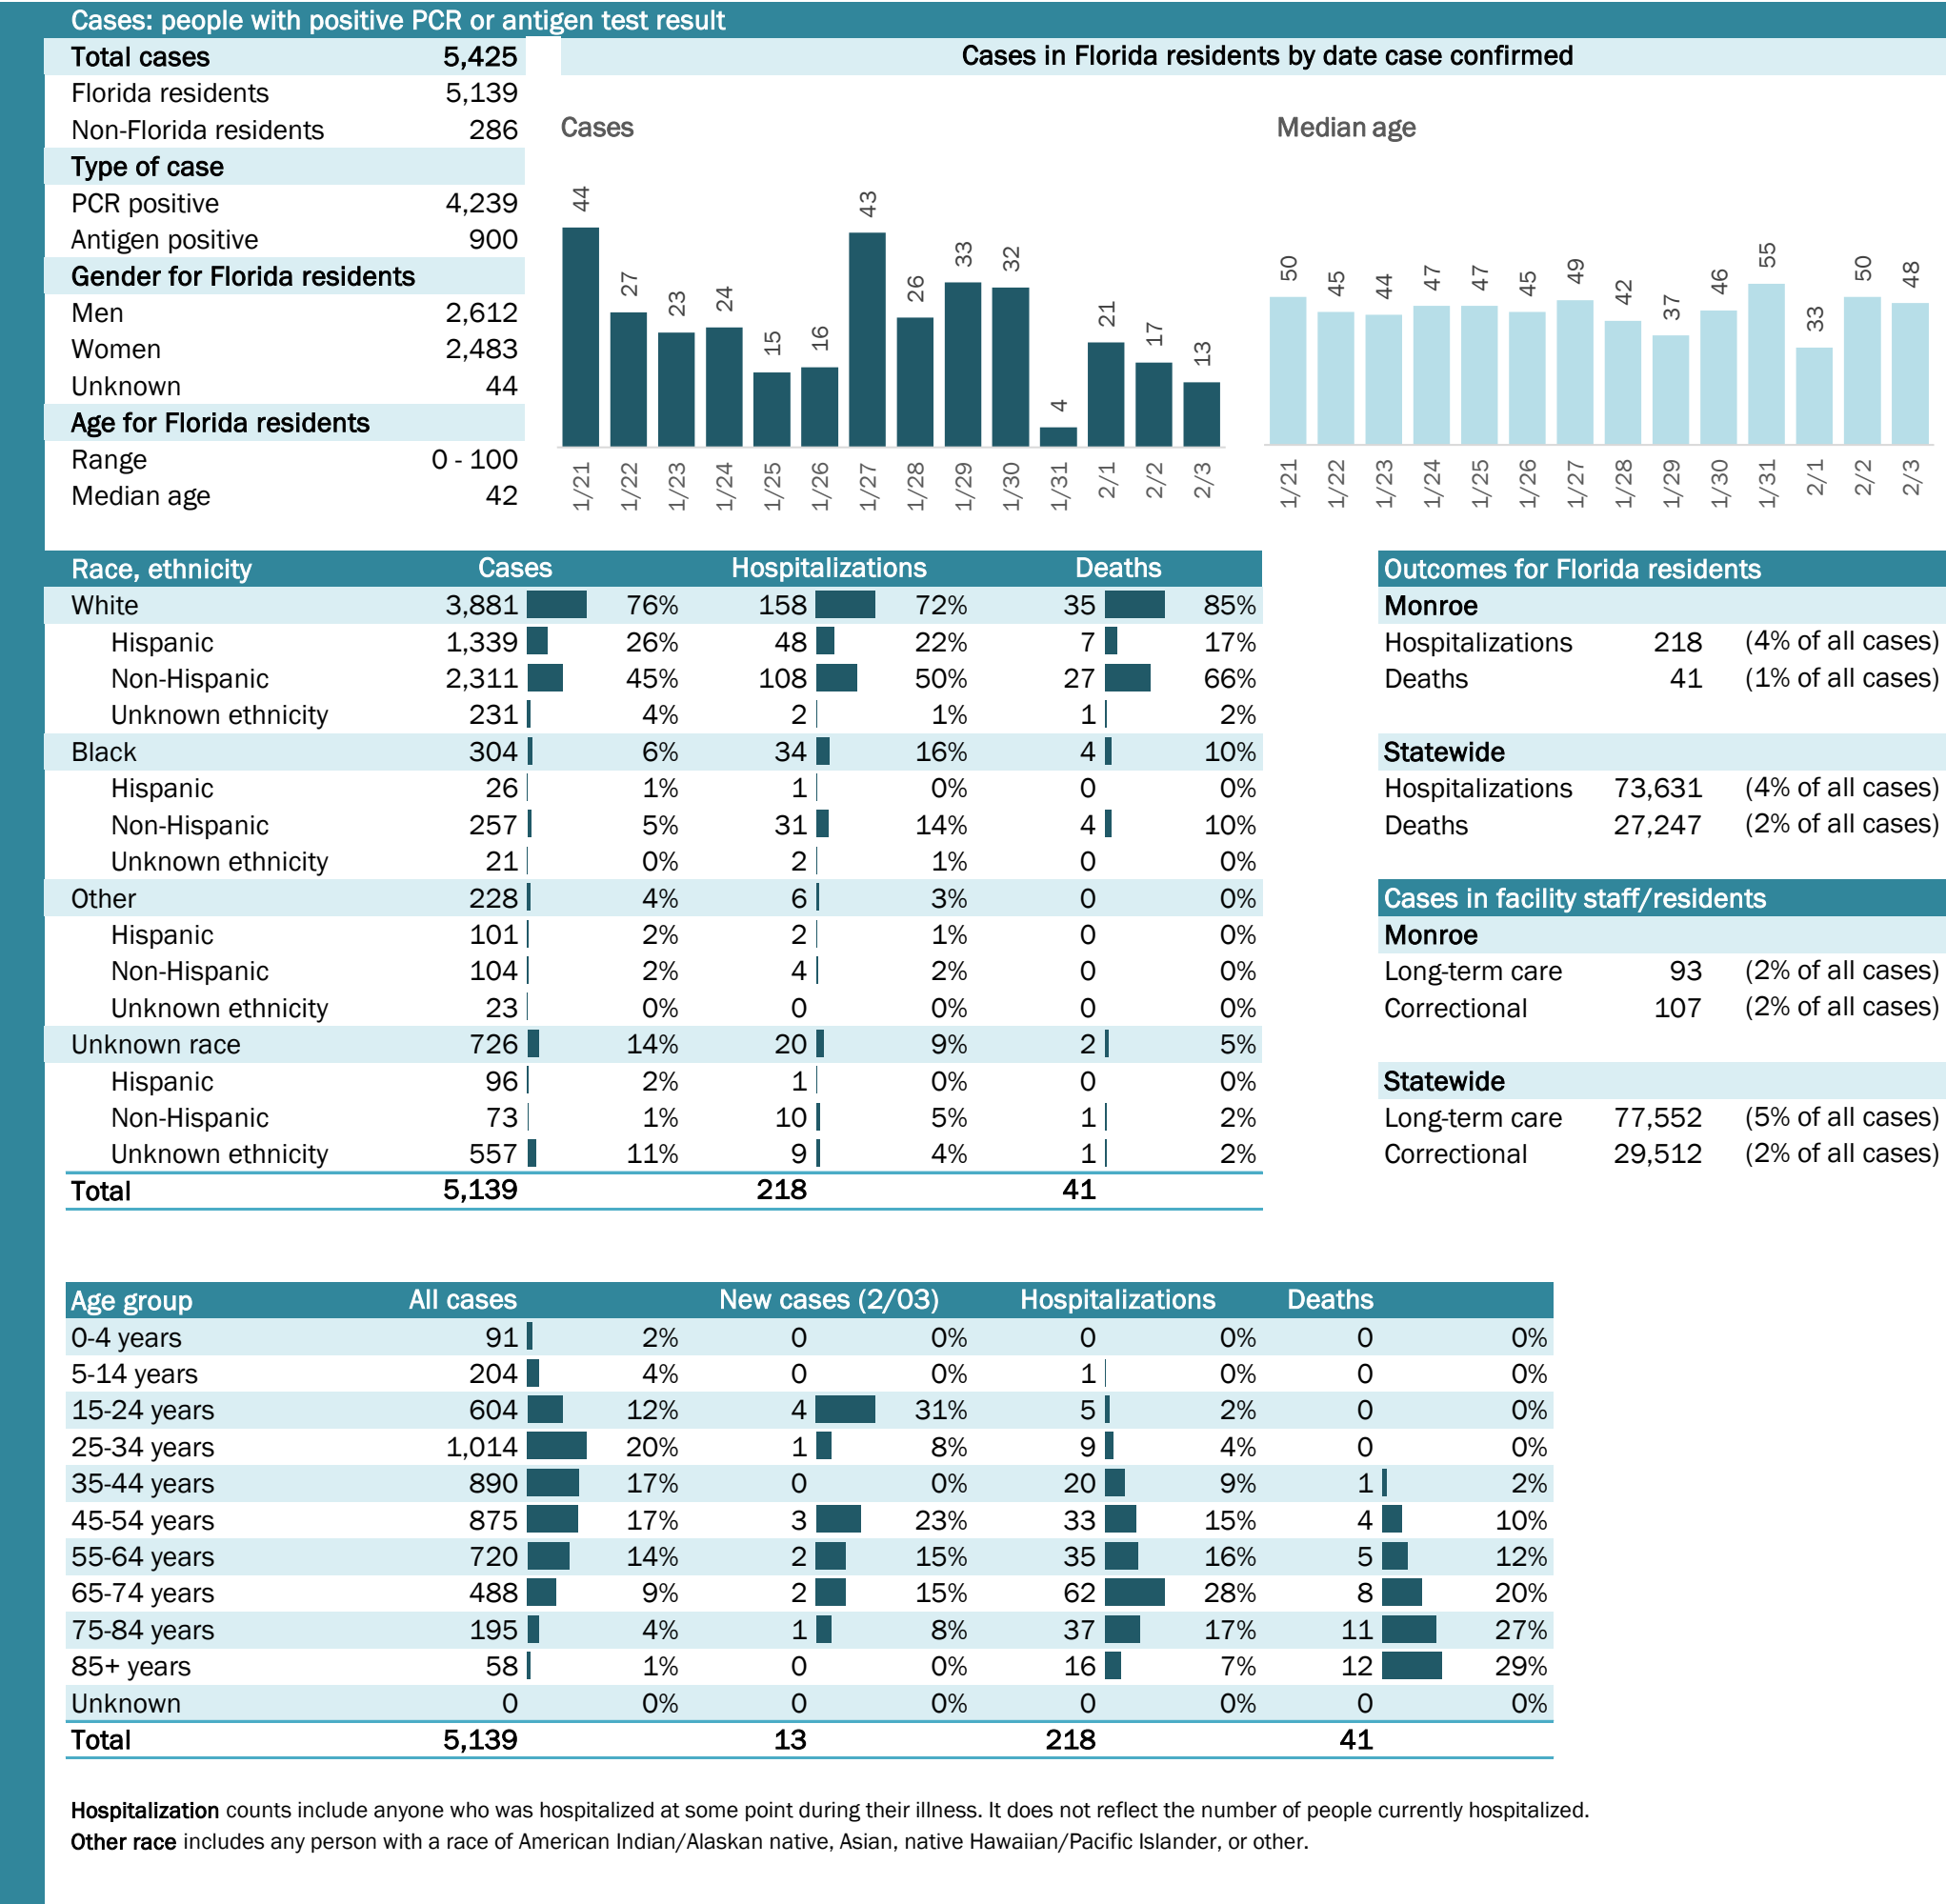 Cases: people with positive PCR or antigen test result
Total cases 5,425
Florida residents 5,139
Non-Florida residents 286
Type of case
PCR positive 4,239
Antigen positive 900
Gender for Florida residents
Men 2,612
Women 2,483
Unknown 44
Age for Florida residents
Range 0 - 100
Median age 42
Cases in Florida residents by date case confirmed
Cases
44 27 23 24 15 16 43 26 33 32 4 21 17 13
1/21 1/22 1/23 1/24 1/25 1/26 1/27 1/28 1/29 1/30 1/31 2/1 2/2 2/3
Median age
50 45 44 47 47 45 49 42 37 46 55 33 50 48
1/21 1/22 1/23 1/24 1/25 1/26 1/27 1/28 1/29 1/30 1/31 2/1 2/2 2/3
Race, ethnicity Cases Hospitalizations Deaths
White 3,881 76% 158 72% 35 85%
Hispanic 1,339 26% 48 22% 7 17%
Non-Hispanic 2,311 45% 108 50% 27 66%
Unknown ethnicity 231 4% 2 1% 1 2%
Black 304 6% 34 16% 4 10%
Hispanic 26 1% 1 0% 0 0%
Non-Hispanic 257 5% 31 14% 4 10%
Unknown ethnicity 21 0% 2 1% 0 0%
Other 228 4% 6 3% 0 0%
Hispanic 101 2% 2 1% 0 0%
Non-Hispanic 104 2% 4 2% 0 0%
Unknown ethnicity 23 0% 0 0% 0 0%
Unknown race 726 14% 20 9% 2 5%
Hispanic 96 2% 1 0% 0 0%
Non-Hispanic 73 1% 10 5% 1 2%
Unknown ethnicity 557 11% 9 4% 1 2%
Total 5,139 218 41
Outcomes for Florida residents
Monroe
Hospitalizations 218 (4% of all cases)
Deaths 41 (1% of all cases)
Statewide
Hospitalizations 73,631 (4% of all cases)
Deaths 27,247 (2% of all cases)
Cases in facility staff/residents
Monroe
Long-term care 93 (2% of all cases)
Correctional 107 (2% of all cases)
Statewide
Long-term care 77,552 (5% of all cases)
Correctional 29,512 (2% of all cases)
Age group All cases New cases (2/03) Hospitalizations Deaths
0-4 years 91 2% 0 0% 0 0% 0 0%
5-14 years 204 4% 0 0% 1 0% 0 0%
15-24 years 604 12% 4 31% 5 2% 0 0%
25-34 years 1,014 20% 1 8% 9 4% 0 0%
35-44 years 890 17% 0 0% 20 9% 1 2%
45-54 years 875 17% 3 23% 33 15% 4 10%
55-64 years 720 14% 2 15% 35 16% 5 12%
65-74 years 488 9% 2 15% 62 28% 8 20%
75-84 years 195 4% 1 8% 37 17% 11 27%
85+ years 58 1% 0 0% 16 7% 12 29%
Unknown 0 0% 0 0% 0 0% 0 0%
Total 5,139 13 218 41
Hospitalization counts include anyone who was hospitalized at some point during their illness. It does not reflect the number of people currently hospitalized.
Other race includes any person with a race of American Indian/Alaskan native, Asian, native Hawaiian/Pacific Islander, or other.